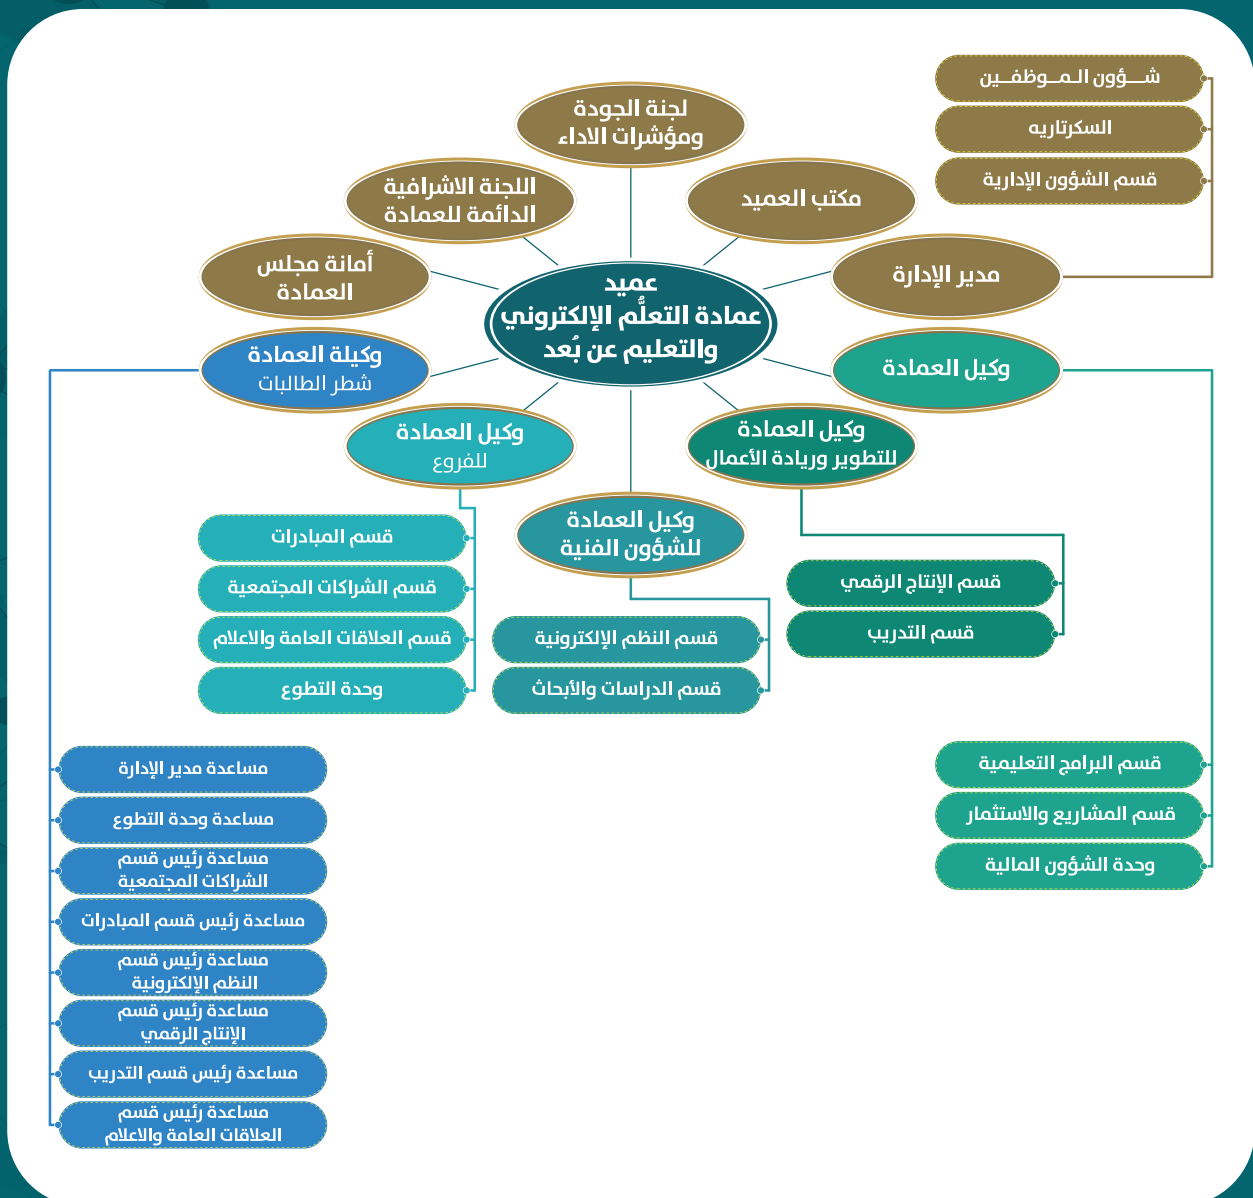 لجنة الجودة
ومؤشرات الاداء
اللجنة الاشرافية
الدائمة للعمادة
أمانة مجلس
العمادة
مكتب العميد
مدير الإدارة
شـــؤون الـمــوظفــين
السكرتاريه
قسم الشؤون الإدارية
عميد
عمادة التعلُّم الإلكتروني
والتعليم عن بُعد
وكيل العمادة
قسم البرامج التعليمية
قسم المشاريع والاستثمار
وحدة الشؤون المالية
وكيل العمادة
للتطوير وريادة الأعمال
قسم الإنتاج الرقمي
قسم التدريب
وكيل العمادة
للشؤون الفنية
قسم النظم الإلكترونية
قسم الدراسات والأبحاث
وكيل العمادة
للفروع
قسم المبادرات
قسم الشراكات المجتمعية
قسم العلاقات العامة والاعلام
وحدة التطوع
وكيلة العمادة
شطر الطالبات
مساعدة مدير الإدارة
مساعدة وحدة التطوع
مساعدة رئيس قسم
الشراكات المجتمعية
مساعدة رئيس قسم المبادرات
مساعدة رئيس قسم
النظم الإلكترونية
مساعدة رئيس قسم
الإنتاج الرقمي
مساعدة رئيس قسم التدريب
مساعدة رئيس قسم
العلاقات العامة والاعلام